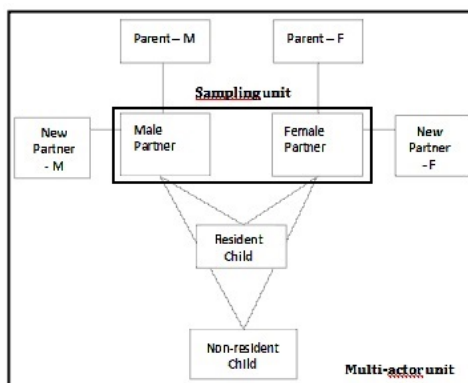 Parent – M
Parent – F
Sampling unit
New
Partner
- M
Male
Partner
Female
Partner
New
Partner
- F
Resident
Child
Non-resident
Child
Multi-actor unit